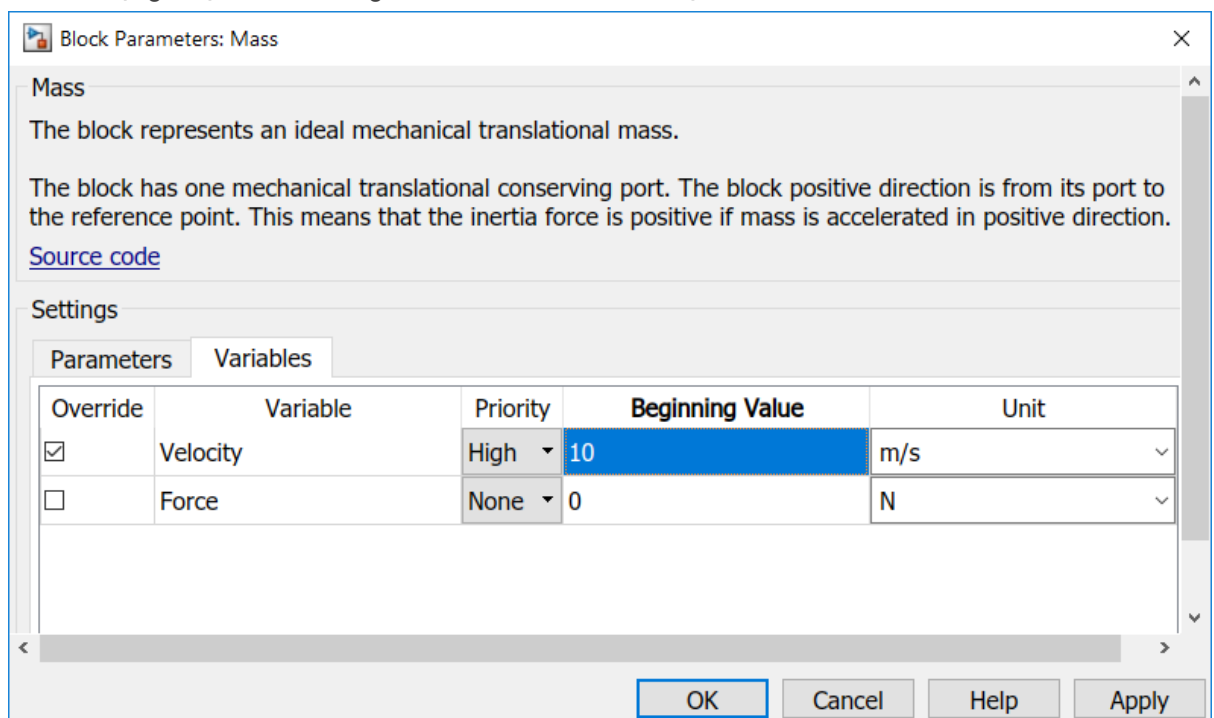 Block Parameters: Mass
Mass
The block represents an ideal mechanical translational mass.
The block has one mechanical translational conserving port. The block positive direction is from its port to
the reference point. This means that the inertia force is positive if mass is accelerated in positive direction.
Source code
Settings
Parameters Variables
Override Variable Priority Beginning Value Unit
Velocity High 10 m/s
Force None 0 N
OK Cancel Help Apply